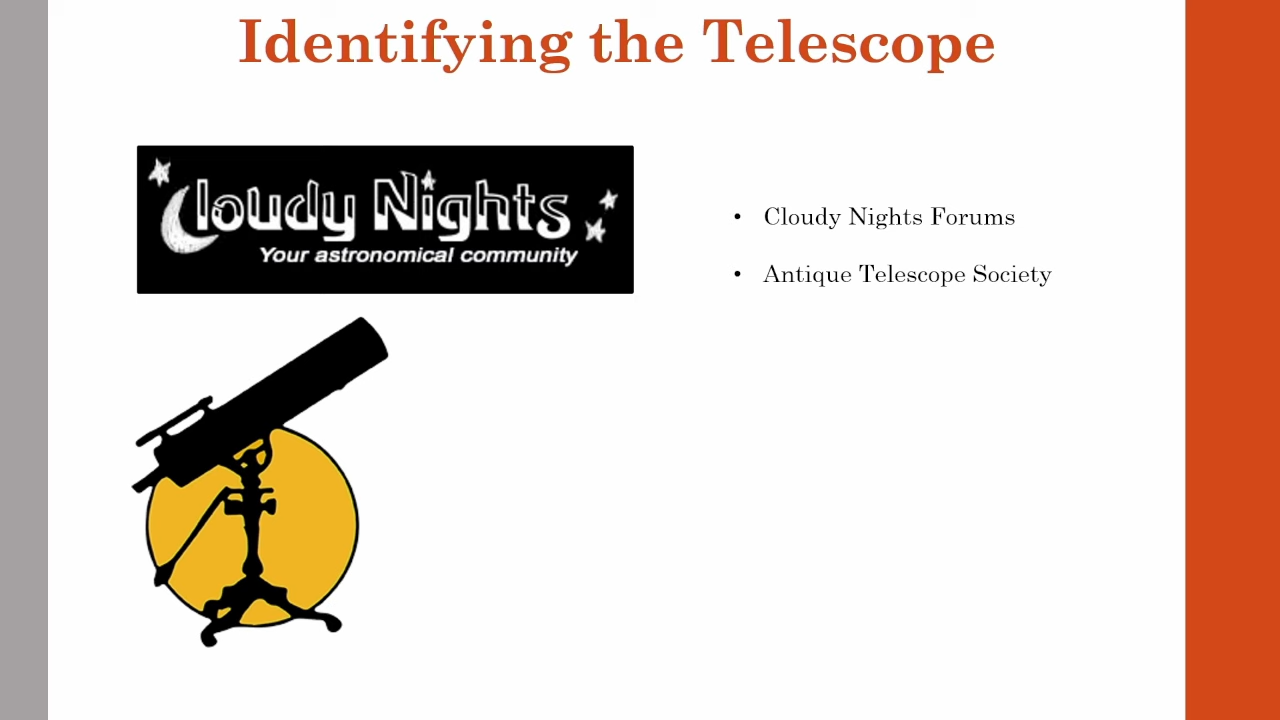 Identifying the Telescope
Cloudy Nights
Your astronomical community
• Cloudy Nights Forums
• Antique Telescope Society